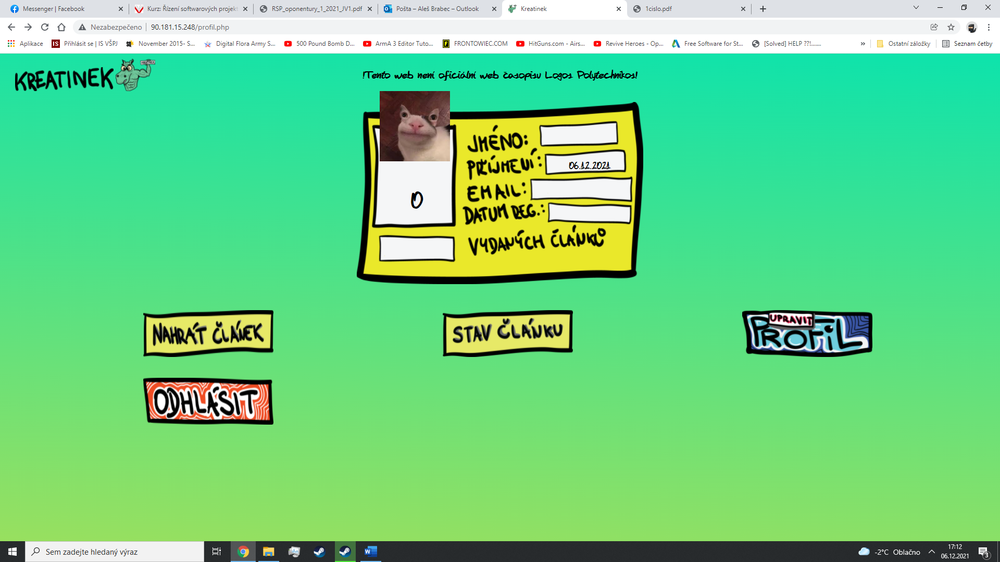 Messenger | Facebook
Kurz: Řízení softwarových projekt
RSP_oponentury_1_2021_JV1.pdf
Pošta – Aleš Brabec – Outlook
Kreatinek
1cislo.pdf
Nezabezpečeno
90.181.15.248/profil.php
Aplikace
IS
Přihlásit se | IS VŠPJ
November 2015- S...
Digital Flora Army S...
500 Pound Bomb D...
ArmA 3 Editor Tuto...
FRONTOWIEC.COM
HitGuns.com - Airs...
Revive Heroes - Op...
Free Software for St...
[Solved] HELP ??!.......
»
Ostatní záložky
Seznam četby
KREATINEK
!Tento web není oficiální web časopisu Logos Polytechnikos!
JMÉNO:
PŘÍJMENÍ:
06.12.2021
EMAIL:
DATUM REG.:
0
VYDANÝCH ČLÁNKŮ
NAHRÁT ČLÁNEK
STAV ČLÁNKU
UPRAVIT
PROFIL
ODHLÁSIT
Sem zadejte hledaný výraz
-2°C Oblačno
17:12
06.12.2021
3